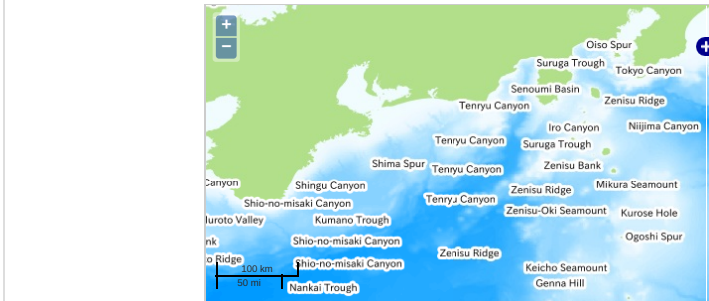 +
−
Oiso Spur
+
Suruga Trough
Tokyo Canyon
Senoumi Basin
Zenisu Ridge
Tenryu Canyon
Iro Canyon
Niijima Canyon
Tenryu Canyon
Suruga Trough
Shima Spur
Tenryu Canyon
Zenisu Bank
Canyon
Shingu Canyon
Zenisu Ridge
Mikura Seamount
Shio-no-misaki Canyon
Tenryu Canyon
Zenisu-Oki Seamount
Kurose Hole
uroto Valley
Kumano Trough
Ogoshi Spur
nk
Shio-no-misaki Canyon
Zenisu Ridge
o Ridge
Shio-no-misaki Canyon
Keicho Seamount
100 km
50 mi
Nankai Trough
Genna Hill